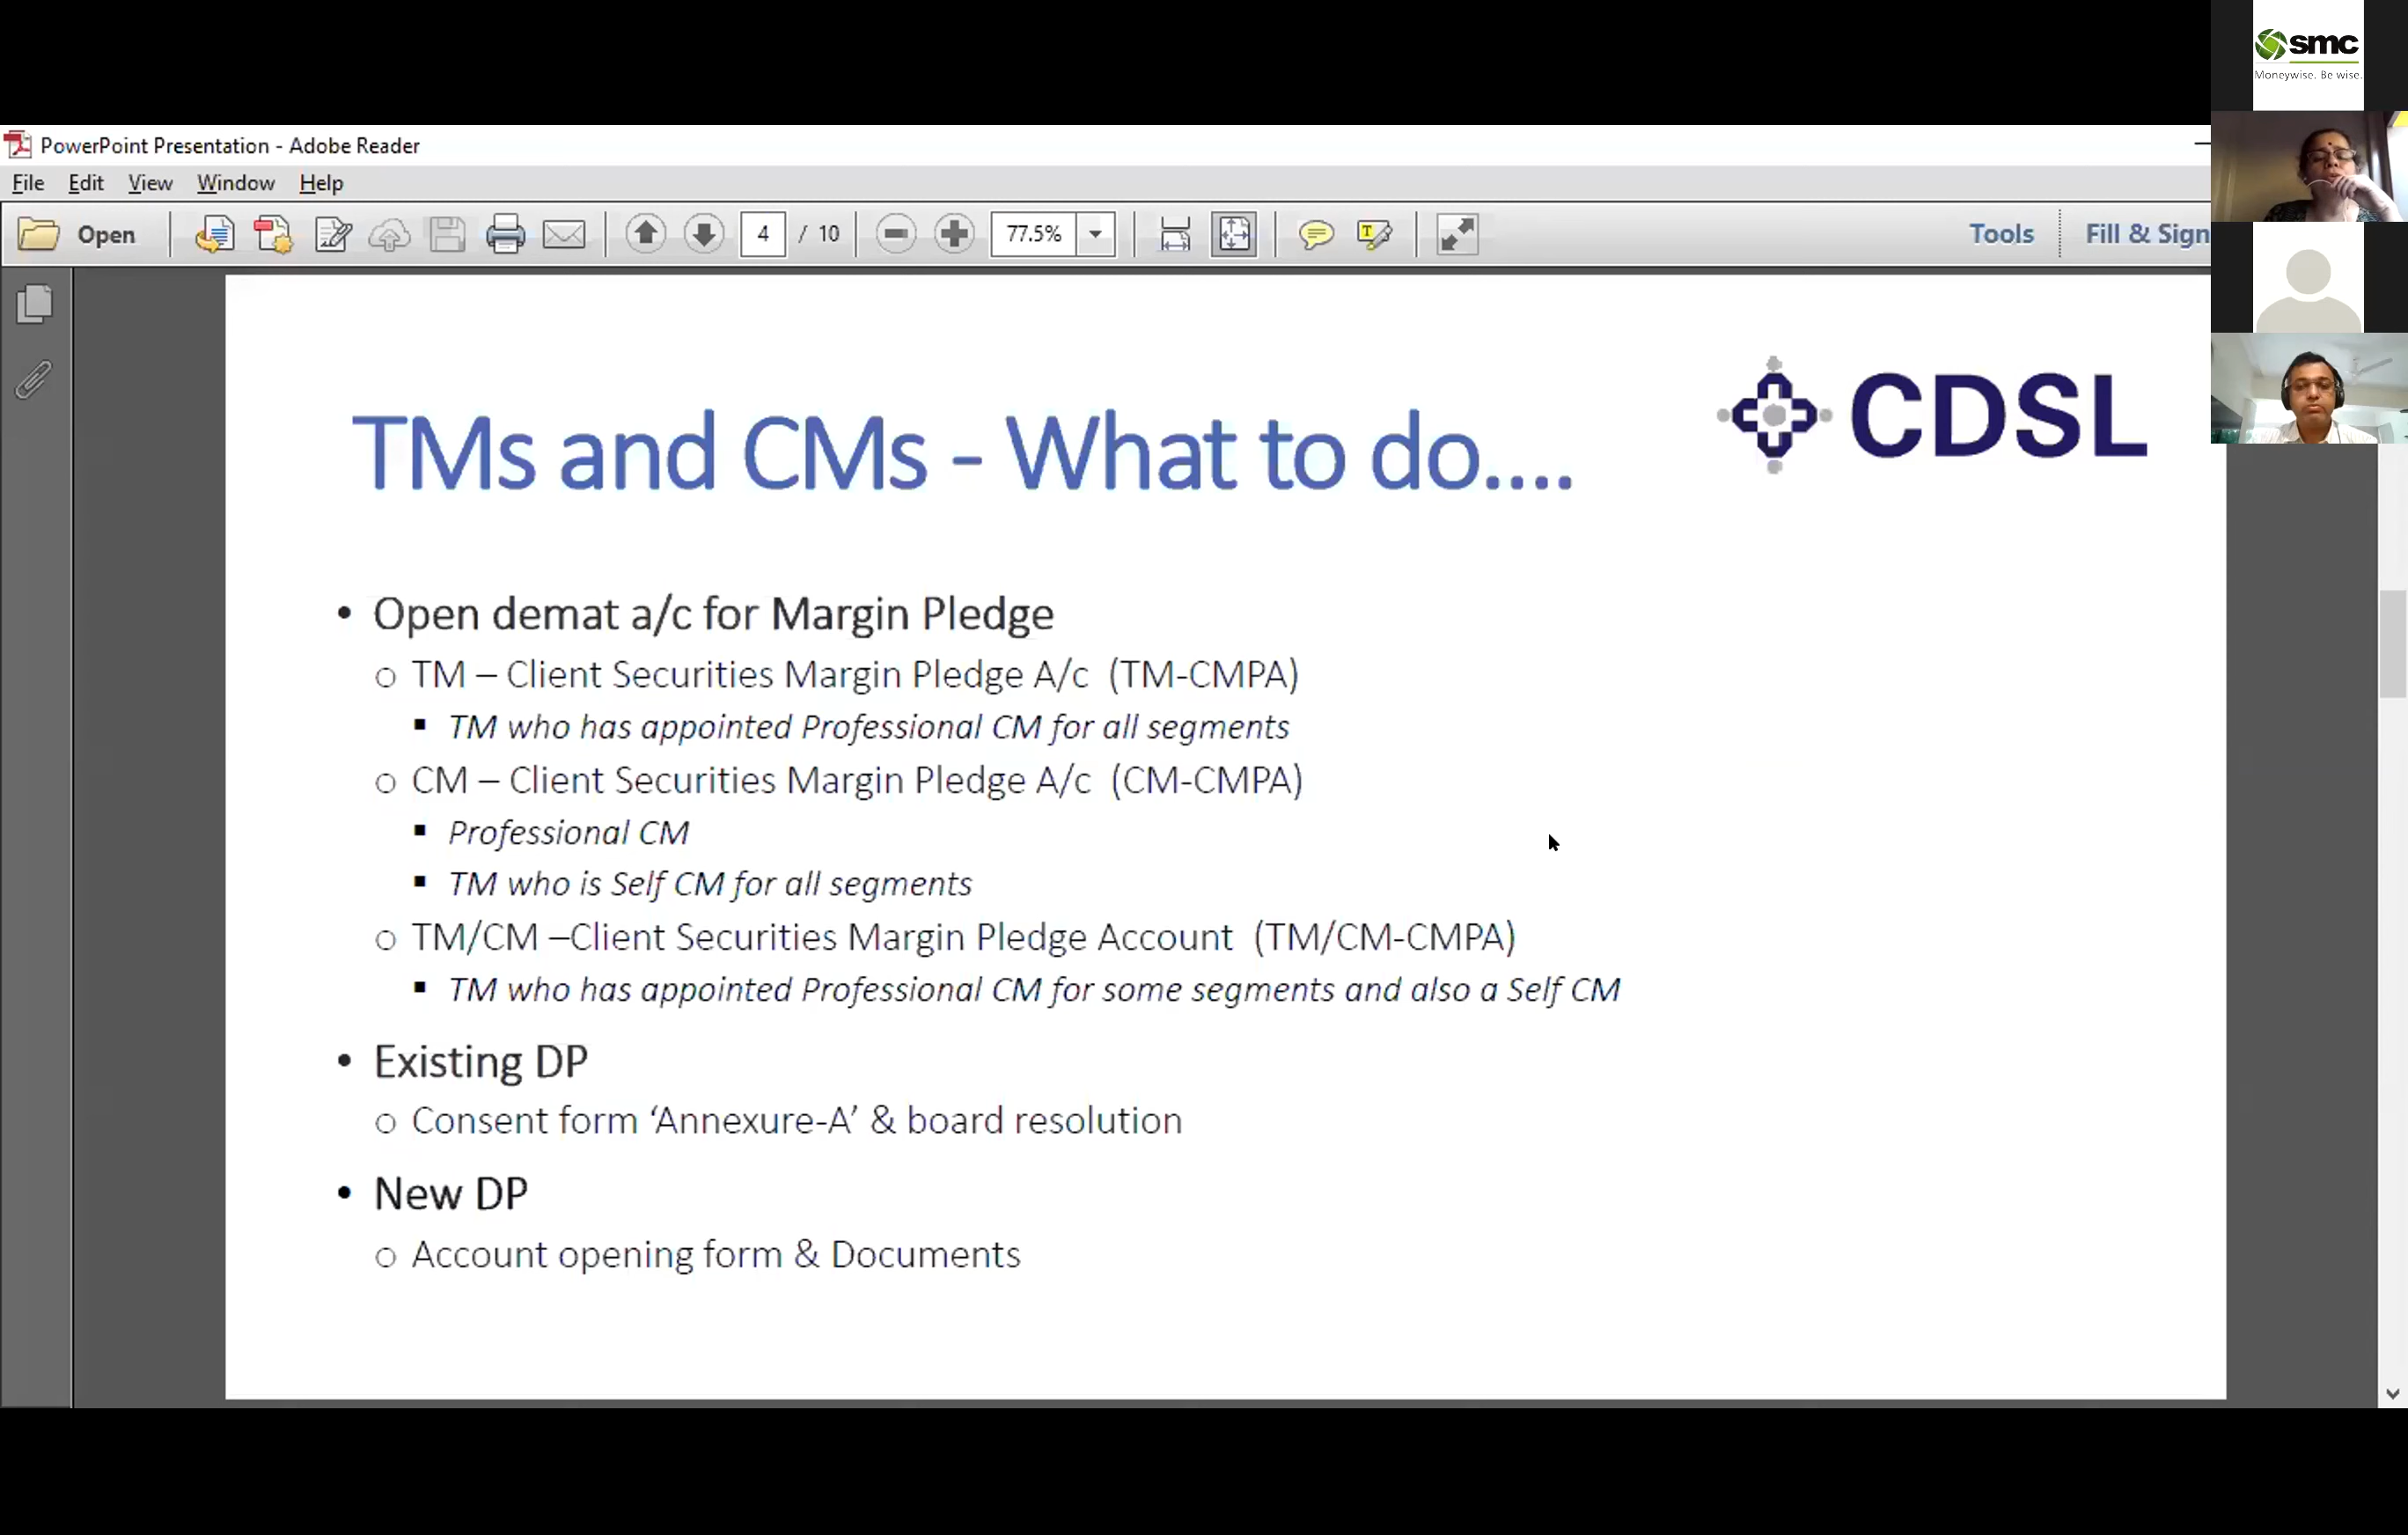 smc
Moneywise. Be wise.
PowerPoint Presentation - Adobe Reader
File Edit View Window Help
Open 4 / 10 77.5% Tools Fill & Sign
CDSL
TMs and CMs - What to do....
• Open demat a/c for Margin Pledge
o TM – Client Securities Margin Pledge A/c (TM-CMPA)
▪ TM who has appointed Professional CM for all segments
o CM – Client Securities Margin Pledge A/c (CM-CMPA)
▪ Professional CM
▪ TM who is Self CM for all segments
o TM/CM –Client Securities Margin Pledge Account (TM/CM-CMPA)
▪ TM who has appointed Professional CM for some segments and also a Self CM
• Existing DP
o Consent form ‘Annexure-A’ & board resolution
• New DP
o Account opening form & Documents